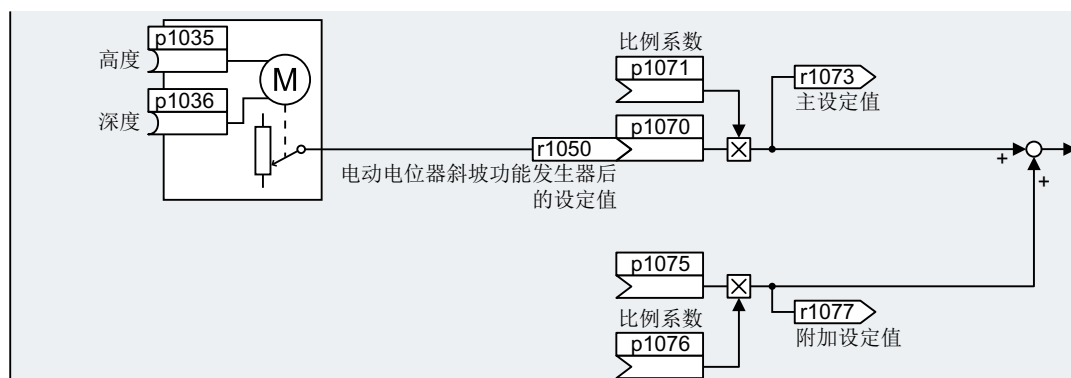 p1035
高度
M
p1036
深度
r1050
电动电位器斜坡功能发生器后
的设定值
比例系数
p1071
p1070
r1073
主设定值
+
+
p1075
比例系数
p1076
r1077
附加设定值